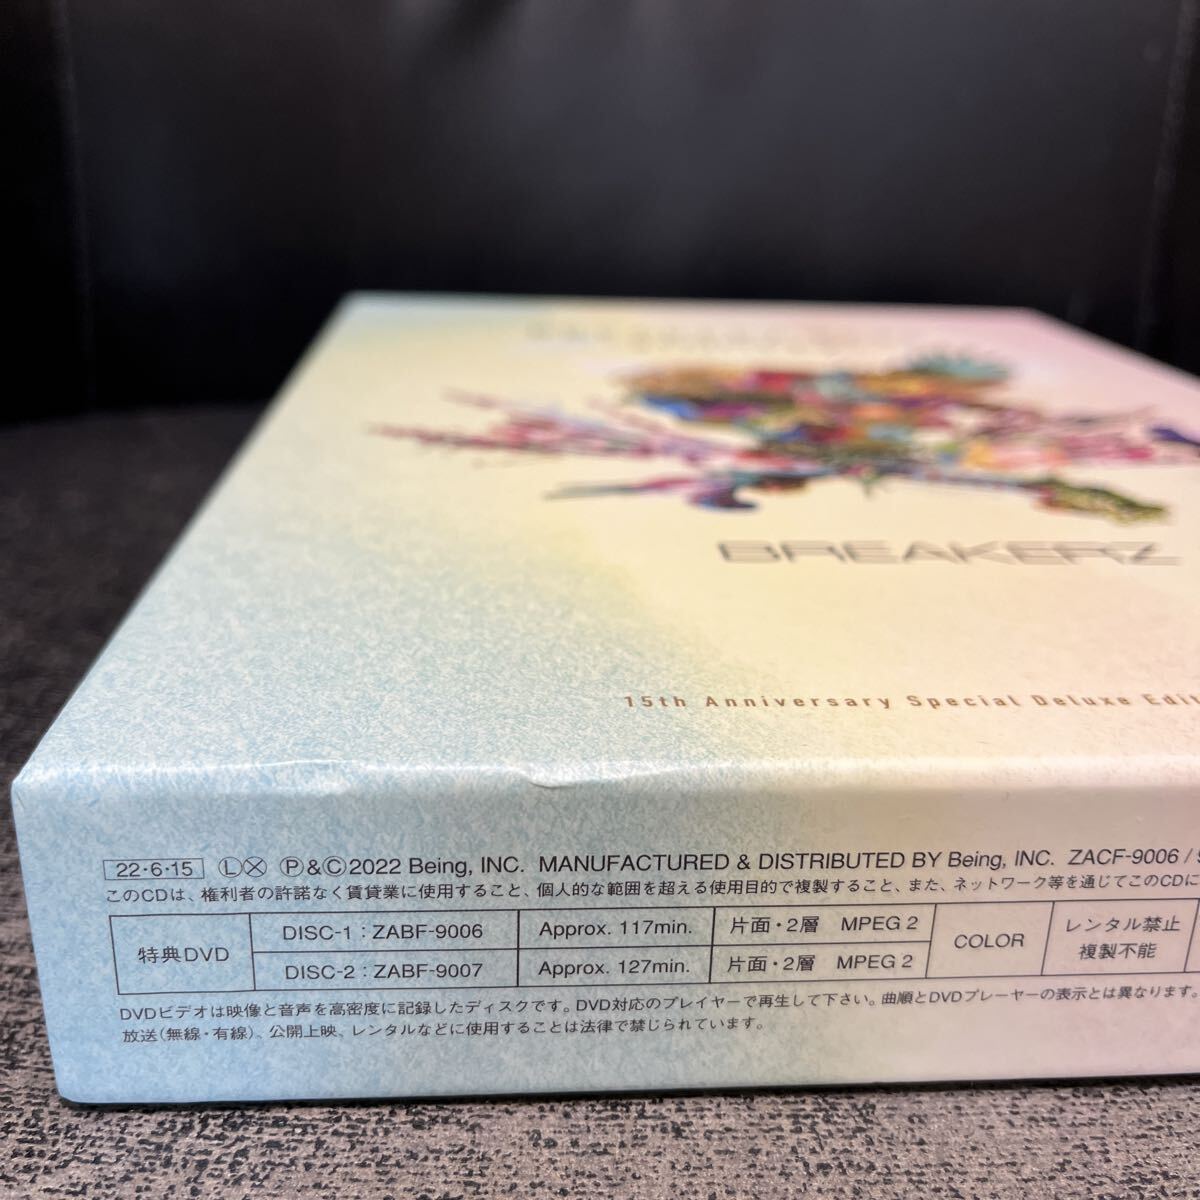 BREAKERZ
15th Anniversary Special Deluxe
22・6・15 Ⓛ Ⓧ Ⓟ&Ⓒ2022 Being, INC. MANUFACTURED & DISTRIBUTED BY Being, INC. ZACF-9006 /
このCDは、権利者の許諾なく賃貸業に使用すること、個人的な範囲を超える使用目的で複製すること、また、ネットワーク等を通じてこのCDに
特典DVD
DISC-1：ZABF-9006 Approx. 117min. 片面・2層 MPEG 2
DISC-2：ZABF-9007 Approx. 127min. 片面・2層 MPEG 2
COLOR
レンタル禁止
複製不能
DVDビデオは映像と音声を高密度に記録したディスクです。DVD対応のプレイヤーで再生して下さい。曲順とDVDプレーヤーの表示とは異なります。
放送（無線・有線）、公開上映、レンタルなどに使用することは法律で禁じられています。